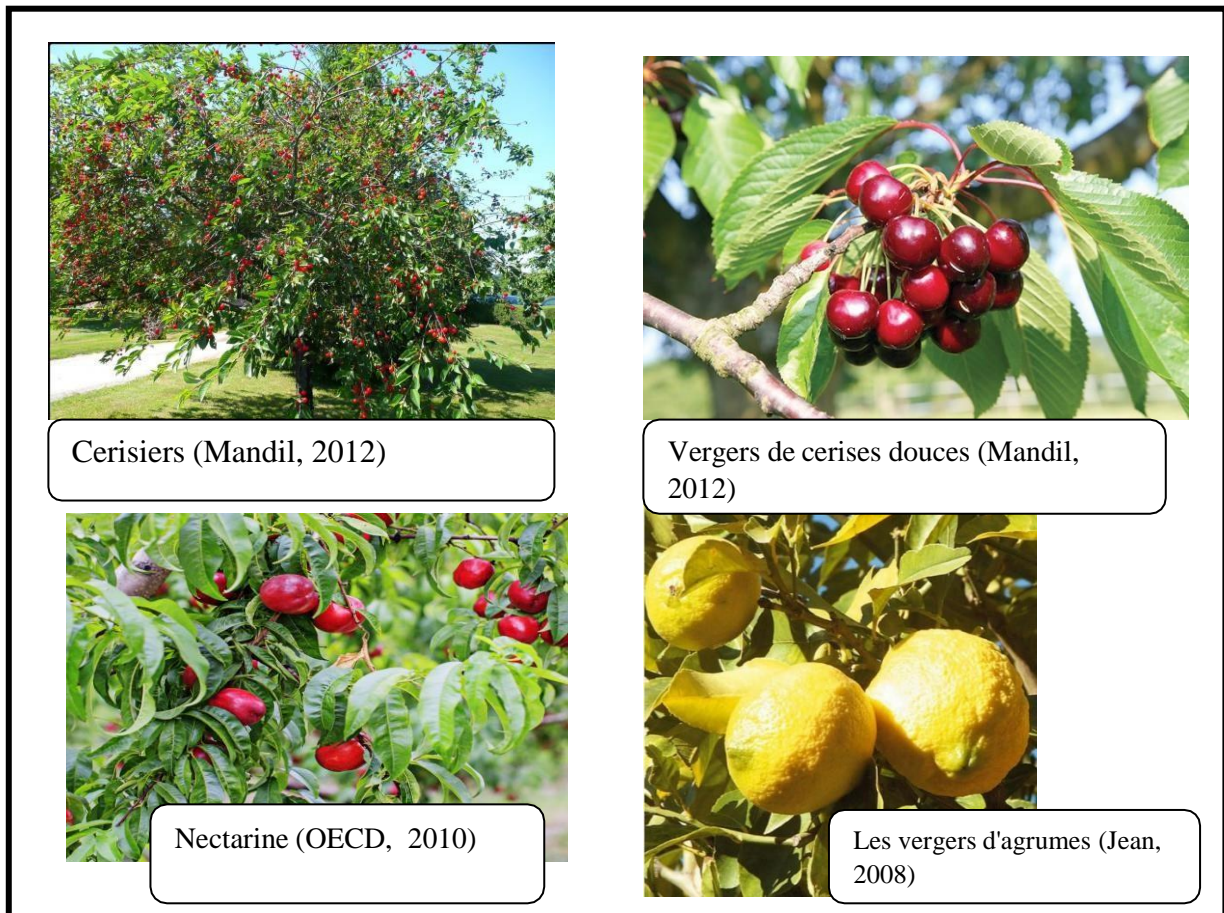 Cerisiers (Mandil, 2012)
Vergers de cerises douces (Mandil,
2012)
Nectarine (OECD, 2010)
Les vergers d'agrumes (Jean,
2008)